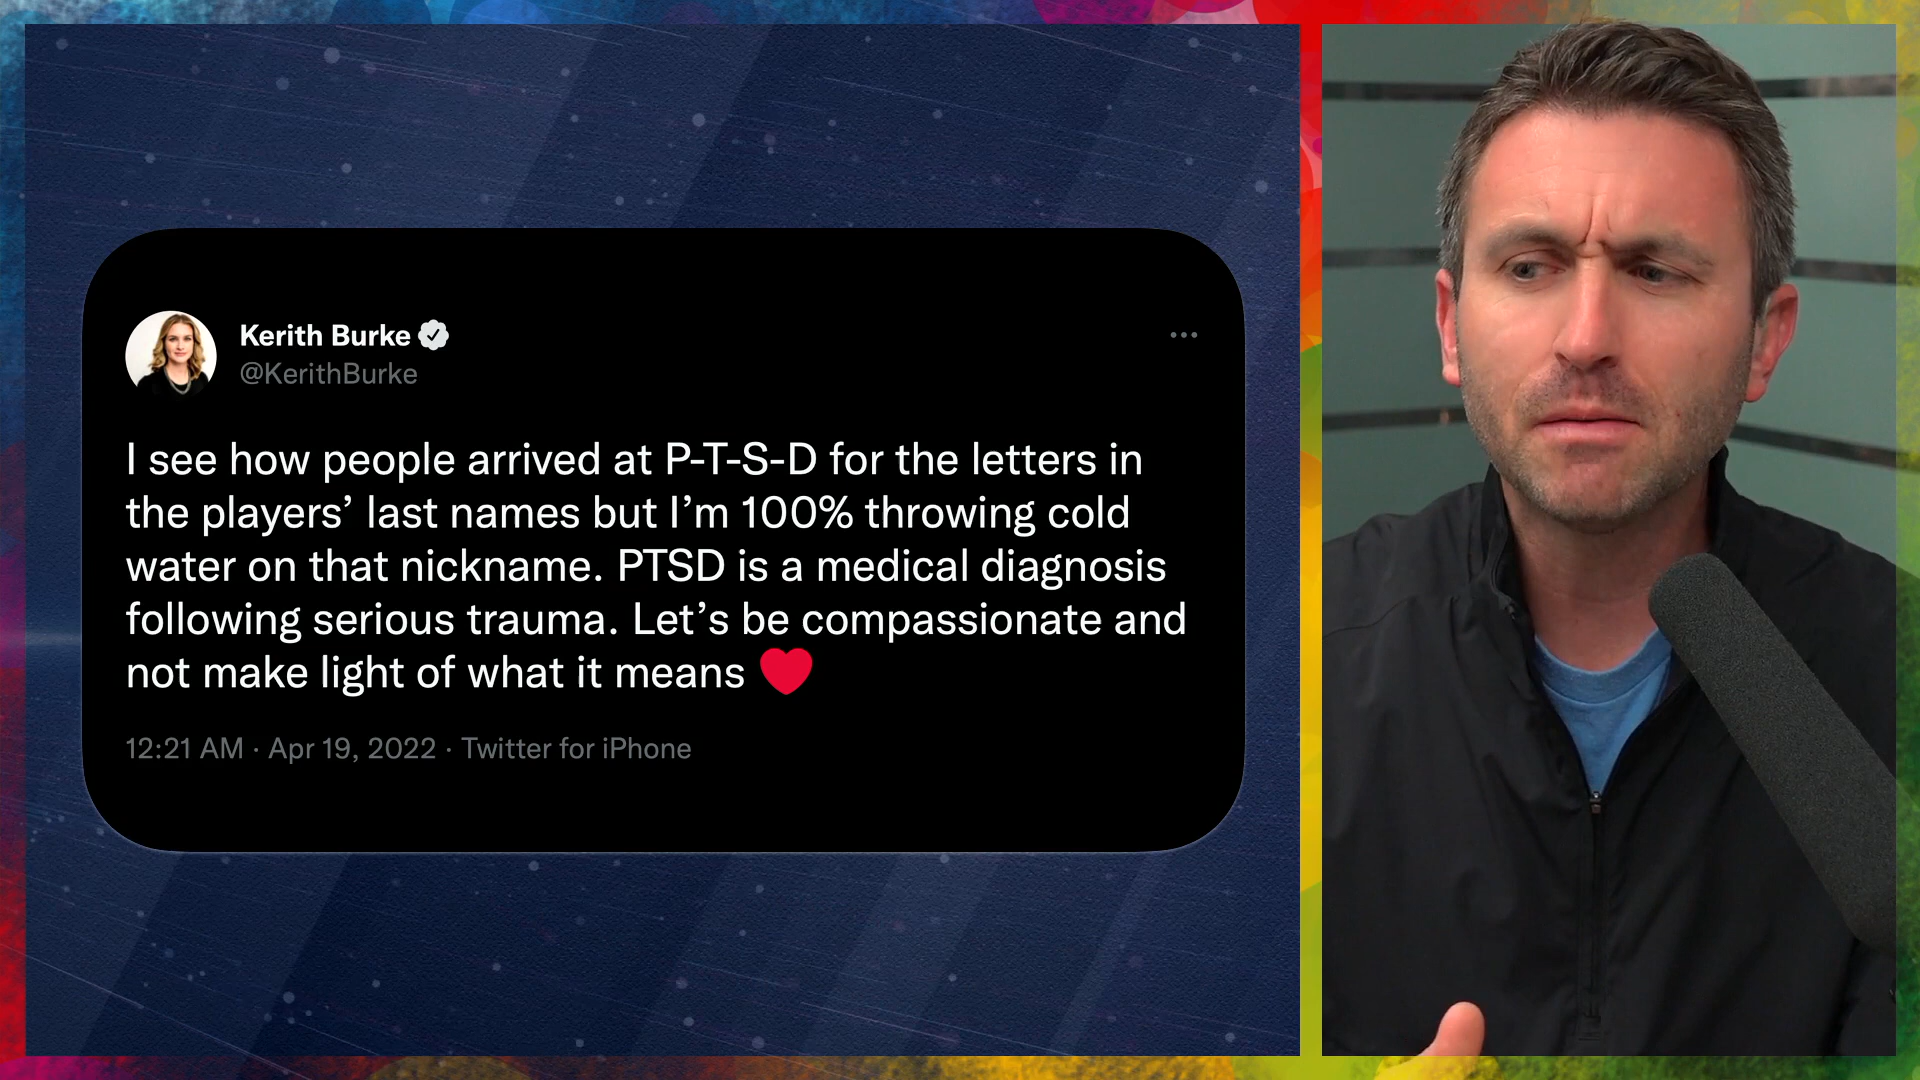 Kerith Burke
@KerithBurke
I see how people arrived at P-T-S-D for the letters in
the players’ last names but I’m 100% throwing cold
water on that nickname. PTSD is a medical diagnosis
following serious trauma. Let’s be compassionate and
not make light of what it means ❤️
12:21 AM · Apr 19, 2022 · Twitter for iPhone